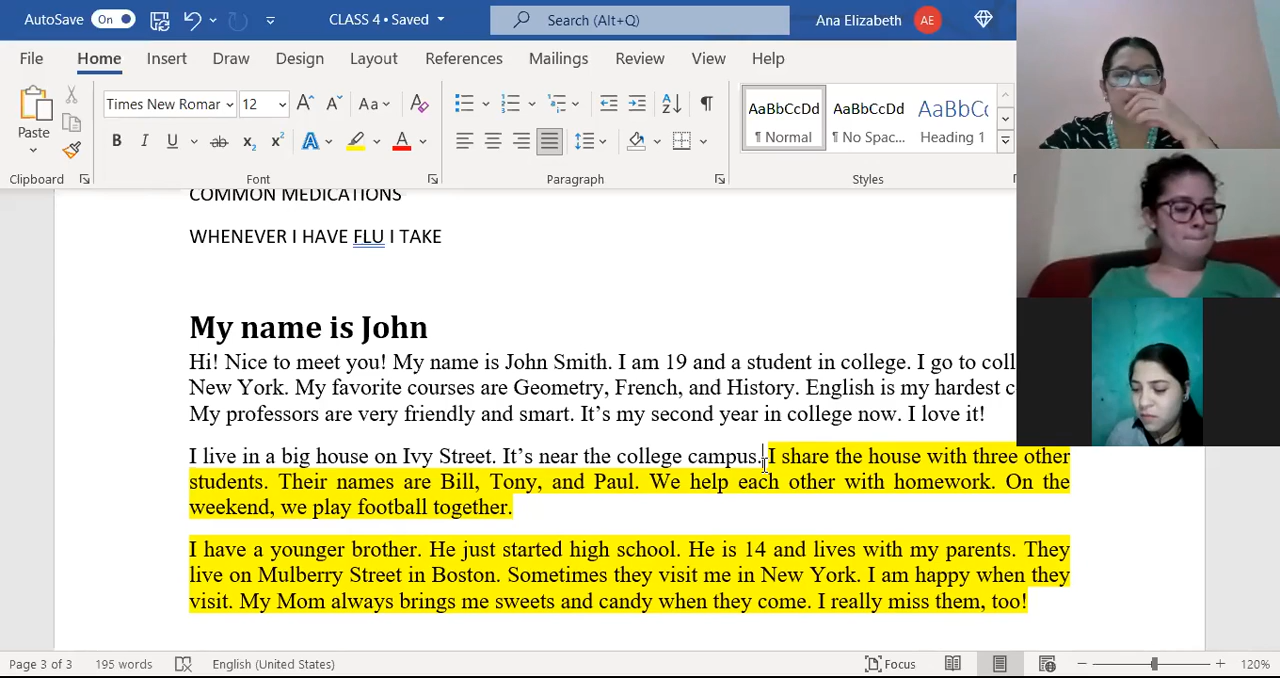 AutoSave On CLASS 4 • Saved Search (Alt+Q) Ana Elizabeth AE
File Home Insert Draw Design Layout References Mailings Review View Help
Paste
Times New Romar 12 Aa
AaBbCcDd AaBbCcDd AaBbCc
¶ Normal ¶ No Spac... Heading 1
B I U ab x2 x2 A A
Clipboard Font Paragraph Styles
COMMON MEDICATIONS
WHENEVER I HAVE FLU I TAKE
My name is John
Hi! Nice to meet you! My name is John Smith. I am 19 and a student in college. I go to coll
New York. My favorite courses are Geometry, French, and History. English is my hardest c
My professors are very friendly and smart. It’s my second year in college now. I love it!
I live in a big house on Ivy Street. It’s near the college campus. I share the house with three other
students. Their names are Bill, Tony, and Paul. We help each other with homework. On the
weekend, we play football together.
I have a younger brother. He just started high school. He is 14 and lives with my parents. They
live on Mulberry Street in Boston. Sometimes they visit me in New York. I am happy when they
visit. My Mom always brings me sweets and candy when they come. I really miss them, too!
Page 3 of 3 195 words English (United States) Focus 120%